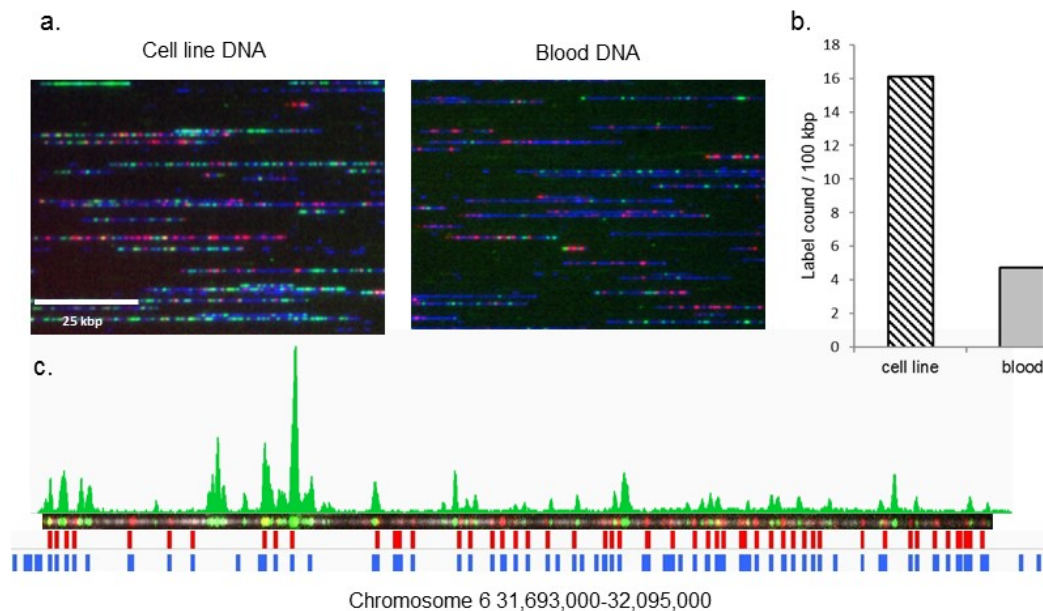 a.
Cell line DNA
Blood DNA
25 kbp
b.
Label cound / 100 kbp
18
16
14
12
10
8
6
4
2
0
cell line
blood
c.
Chromosome 6 31,693,000-32,095,000